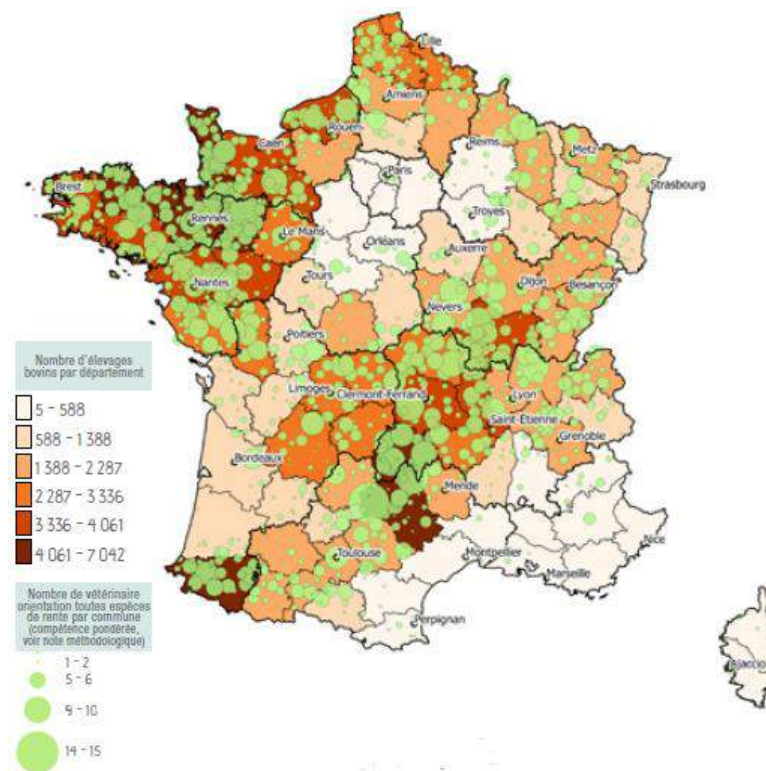 Lille
Amiens
Rouen
Caen
Reims
Metz
Paris
Strasbourg
Brest
Rennes
Troyes
Le Mans
Orléans
Auxerre
Nantes
Tours
Dijon
Besançon
Nevers
Poitiers
Limoges
Clermont-Ferrand
Lyon
Saint-Étienne
Grenoble
Bordeaux
Mende
Toulouse
Montpellier
Nice
Marseille
Perpignan
Ajaccio
Nombre d'élevages
bovins par département
5 - 588
588 - 1 388
1 388 - 2 287
2 287 - 3 336
3 336 - 4 061
4 061 - 7 042
Nombre de vétérinaire
orientation toutes espèces
de rente par commune
(compétence pondérée,
voir note méthodologique)
1 - 2
5 - 6
9 - 10
14 - 15